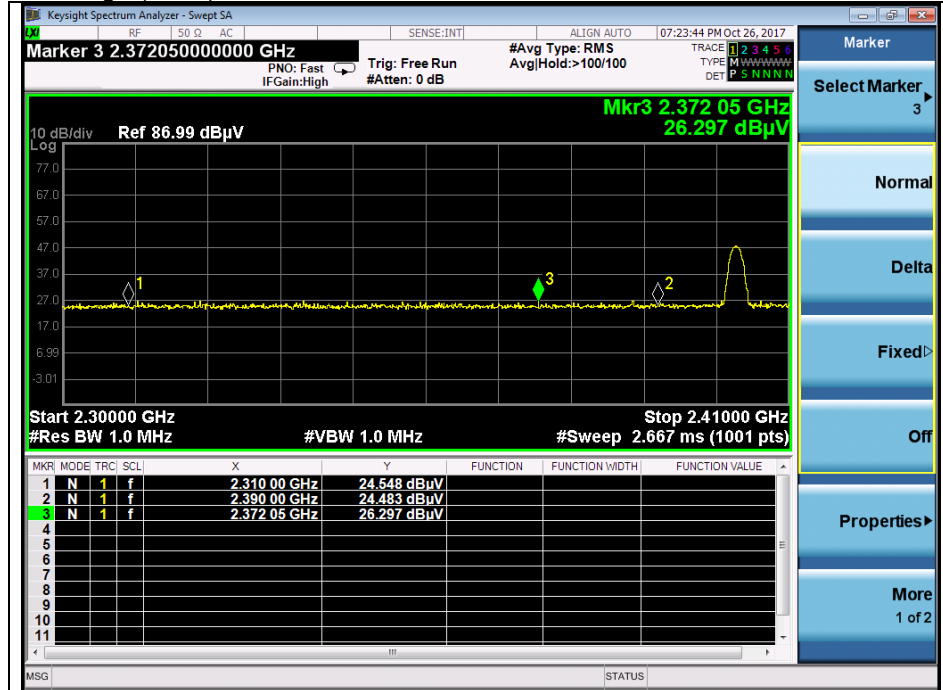 Keysight Spectrum Analyzer - Swept SA
LXI RF 50 Ω AC SENSE:INT ALIGN AUTO 07:23:44 PM Oct 26, 2017
Marker 3 2.372050000000 GHz
PNO: Fast
IFGain:High
Trig: Free Run
#Atten: 0 dB
#Avg Type: RMS
Avg|Hold:>100/100
TRACE 1 2 3 4 5 6
TYPE M WWWWW
DET P S N N N N
Mkr3 2.372 05 GHz
26.297 dBµV
10 dB/div Ref 86.99 dBµV
Log
77.0
67.0
57.0
47.0
37.0
27.0
17.0
6.99
-3.01
1
3
2
Start 2.30000 GHz Stop 2.41000 GHz
#Res BW 1.0 MHz #VBW 1.0 MHz #Sweep 2.667 ms (1001 pts)
MKR MODE TRC SCL X Y FUNCTION FUNCTION WIDTH FUNCTION VALUE
1 N 1 f 2.310 00 GHz 24.548 dBµV
2 N 1 f 2.390 00 GHz 24.483 dBµV
3 N 1 f 2.372 05 GHz 26.297 dBµV
4
5
6
7
8
9
10
11
MSG STATUS
Marker
Select Marker
3
Normal
Delta
Fixed
Off
Properties
More
1 of 2